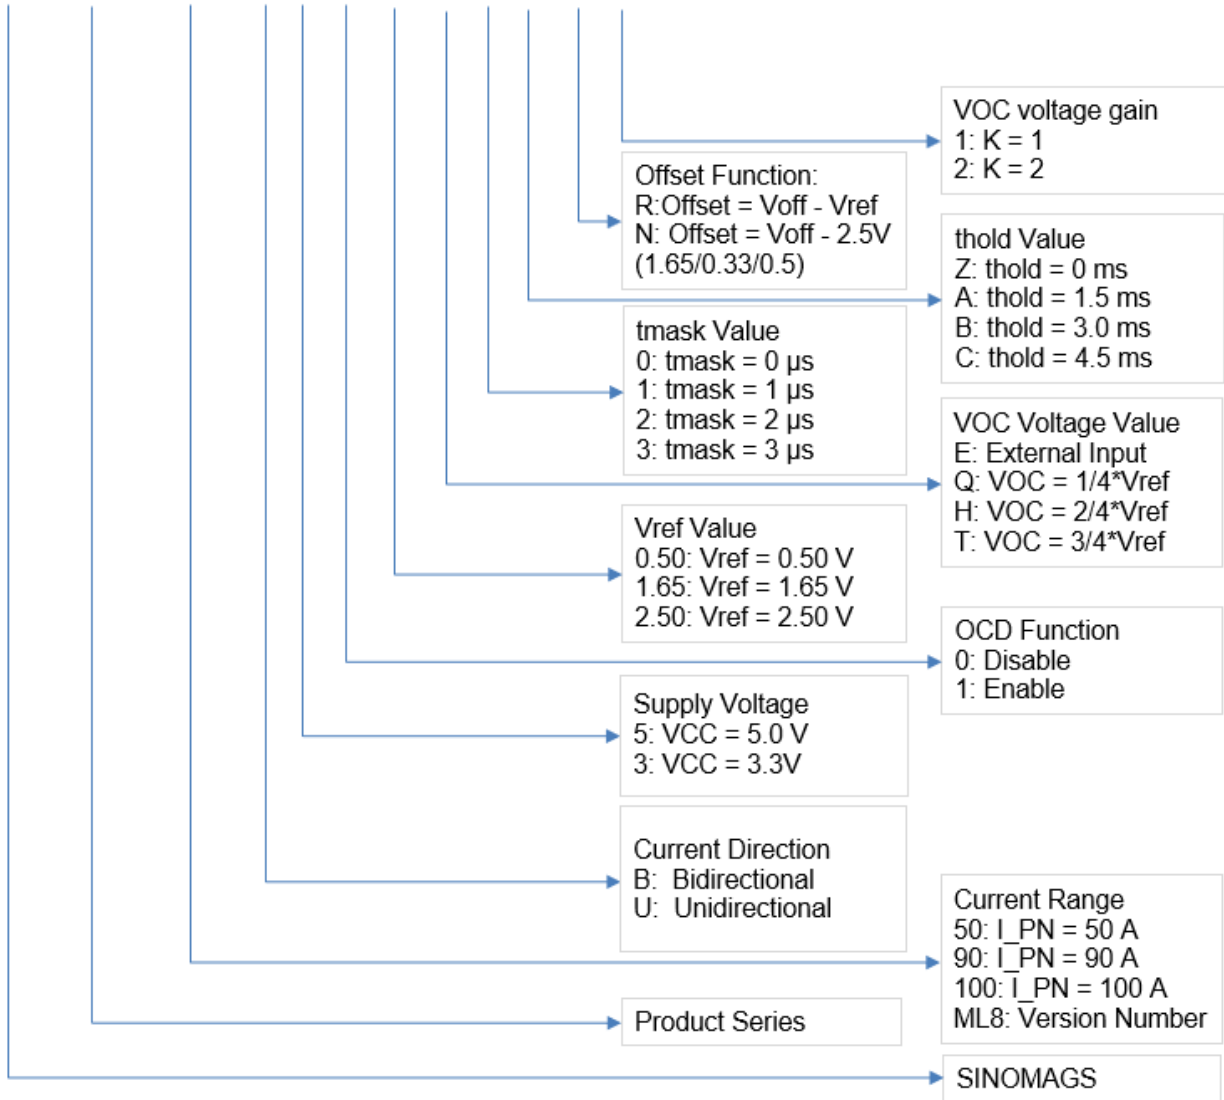 VOC voltage gain
1: K = 1
2: K = 2
Offset Function:
R:Offset = Voff - Vref
N: Offset = Voff - 2.5V
(1.65/0.33/0.5)
thold Value
Z: thold = 0 ms
A: thold = 1.5 ms
B: thold = 3.0 ms
C: thold = 4.5 ms
tmask Value
0: tmask = 0 µs
1: tmask = 1 µs
2: tmask = 2 µs
3: tmask = 3 µs
VOC Voltage Value
E: External Input
Q: VOC = 1/4*Vref
H: VOC = 2/4*Vref
T: VOC = 3/4*Vref
Vref Value
0.50: Vref = 0.50 V
1.65: Vref = 1.65 V
2.50: Vref = 2.50 V
OCD Function
0: Disable
1: Enable
Supply Voltage
5: VCC = 5.0 V
3: VCC = 3.3V
Current Direction
B: Bidirectional
U: Unidirectional
Current Range
50: I_PN = 50 A
90: I_PN = 90 A
100: I_PN = 100 A
ML8: Version Number
Product Series
SINOMAGS